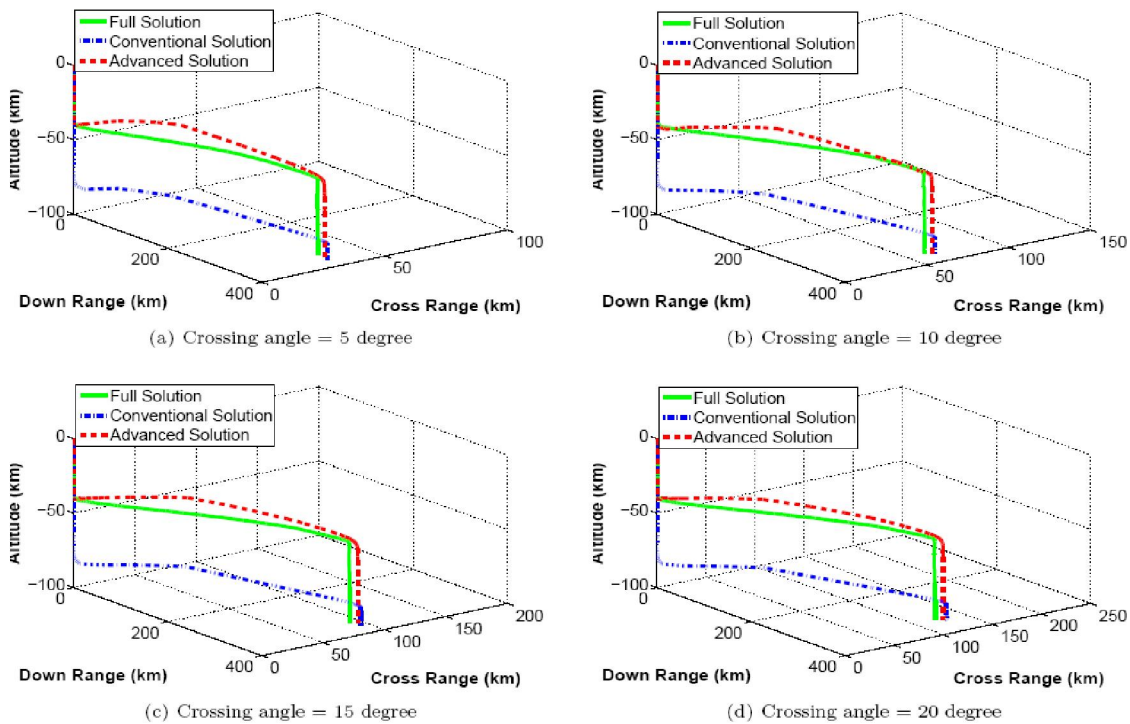 Full Solution
Conventional Solution
Advanced Solution
0
−50
−100
Altitude (km)
0
200
400
Down Range (km)
0
50
100
Cross Range (km)
(a) Crossing angle = 5 degree
Full Solution
Conventional Solution
Advanced Solution
0
−50
−100
Altitude (km)
0
200
400
Down Range (km)
0
50
100
150
Cross Range (km)
(b) Crossing angle = 10 degree
Full Solution
Conventional Solution
Advanced Solution
0
−50
−100
Altitude (km)
0
200
400
Down Range (km)
0
50
100
150
200
Cross Range (km)
(c) Crossing angle = 15 degree
Full Solution
Conventional Solution
Advanced Solution
0
−50
−100
Altitude (km)
0
200
400
Down Range (km)
0
50
100
150
200
250
Cross Range (km)
(d) Crossing angle = 20 degree